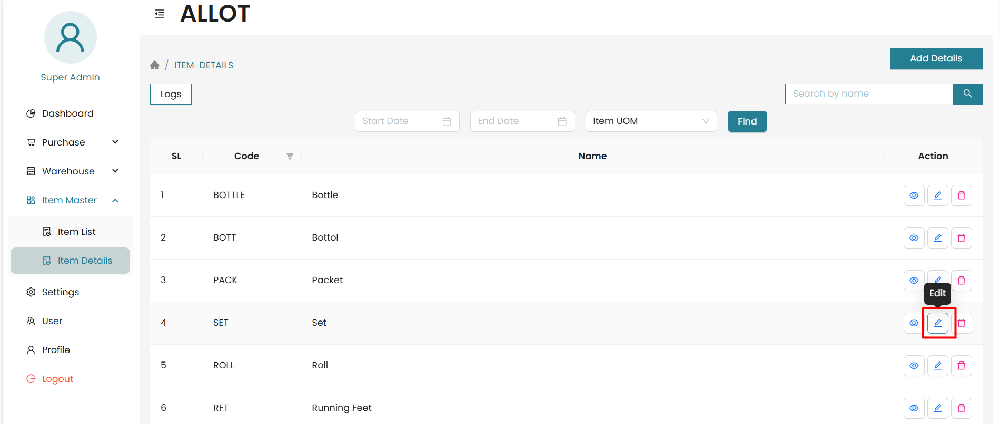 ALLOT
Super Admin
Dashboard
Purchase
Warehouse
Item Master
Item List
Item Details
Settings
User
Profile
Logout
/ ITEM-DETAILS
Add Details
Logs
Search by name
Start Date
End Date
Item UOM
Find
SL Code Name Action
1 BOTTLE Bottle
2 BOTT Bottol
3 PACK Packet
Edit
4 SET Set
5 ROLL Roll
6 RFT Running Feet